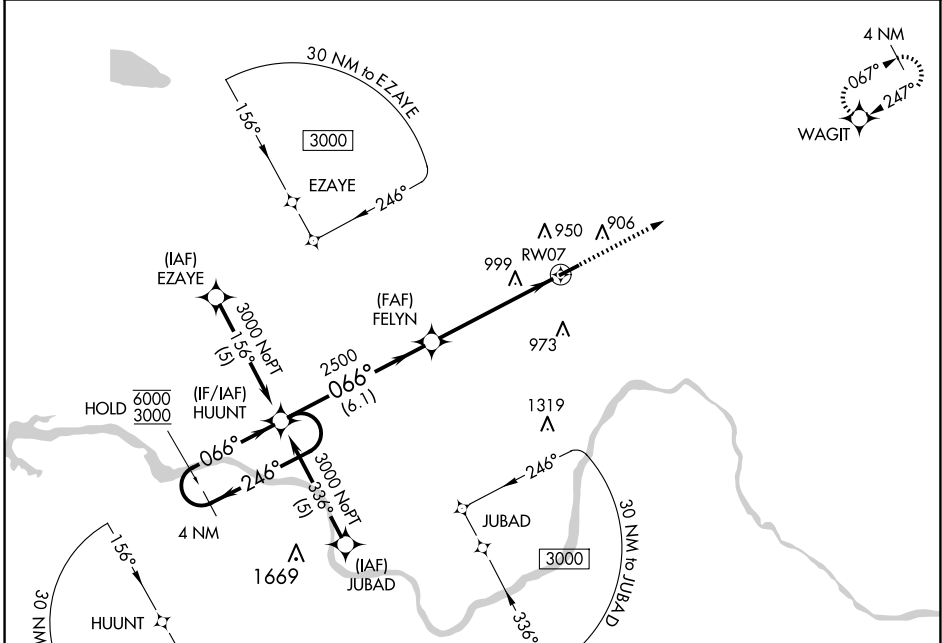 4 NM
067°
247°
WAGIT
30 NM to EZAYE
156°
3000
EZAYE
246°
950
906
RW07
999
(IAF)
EZAYE
3000 NoPT
156°
(5)
(FAF)
FELYN
973
2500
066°
(6.1)
(IF/IAF)
HUUNT
HOLD
6000
3000
066°
246°
4 NM
1319
3000 NoPT
336°
(5)
(IAF)
JUBAD
1669
246°
JUBAD
3000
30 NM to JUBAD
336°
156°
HUUNT
30 NM